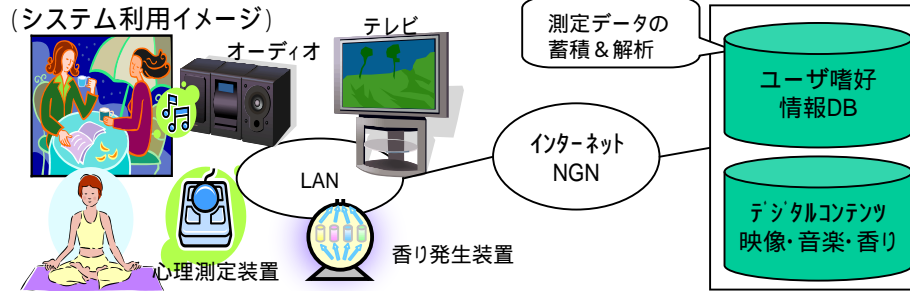 (システム利用イメージ)
オーディオ
テレビ
測定データの
蓄積＆解析
ユーザ嗜好
情報DB
インターネット
NGN
LAN
デジタルコンテンツ
映像・音楽・香り
心理測定装置
香り発生装置